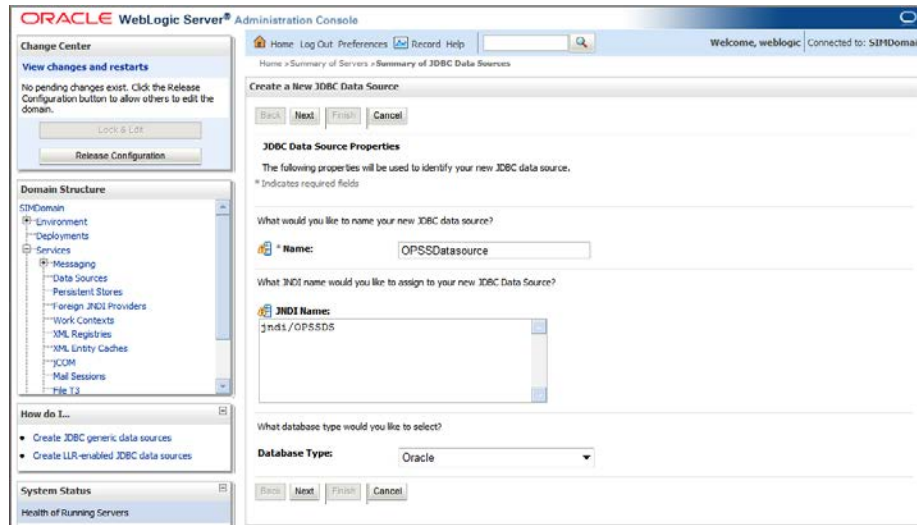 ORACLE WebLogic Server® Administration Console
Change Center
View changes and restarts
No pending changes exist. Click the Release
Configuration button to allow others to edit the
domain.
Lock & Edit
Release Configuration
Domain Structure
SIMDomain
Environment
Deployments
Services
Messaging
Data Sources
Persistent Stores
Foreign JNDI Providers
Work Contexts
XML Registries
XML Entity Caches
jCOM
Mail Sessions
File T3
How do I...
Create JDBC generic data sources
Create LLR-enabled JDBC data sources
System Status
Health of Running Servers
Home Log Out Preferences Record Help
Welcome, weblogic Connected to: SIMDomai
Home >Summary of Servers >Summary of JDBC Data Sources
Create a New JDBC Data Source
Back Next Finish Cancel
JDBC Data Source Properties
The following properties will be used to identify your new JDBC data source.
* Indicates required fields
What would you like to name your new JDBC data source?
* Name: OPSSDatasource
What JNDI name would you like to assign to your new JDBC Data Source?
JNDI Name:
jndi/OPSSDS
What database type would you like to select?
Database Type: Oracle
Back Next Finish Cancel